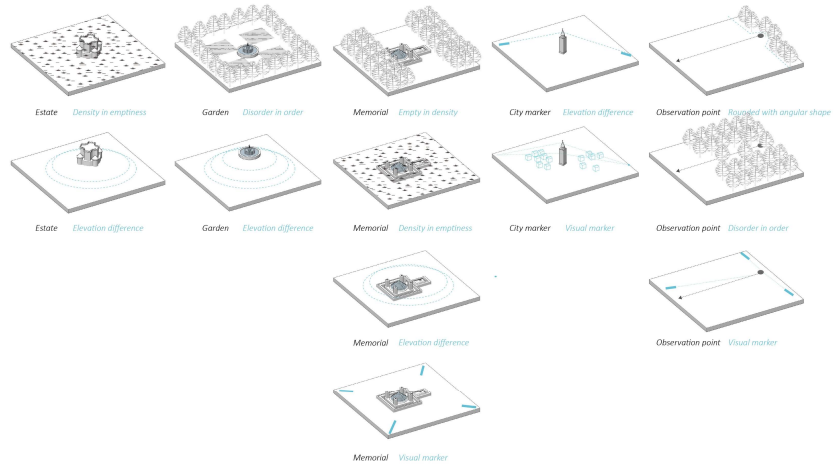 Estate Density in emptiness
Garden Disorder in order
Memorial Empty in density
City marker Elevation difference
Observation point Rounded with angular shape
Estate Elevation difference
Garden Elevation difference
Memorial Density in emptiness
City marker Visual marker
Observation point Disorder in order
Memorial Elevation difference
Observation point Visual marker
Memorial Visual marker